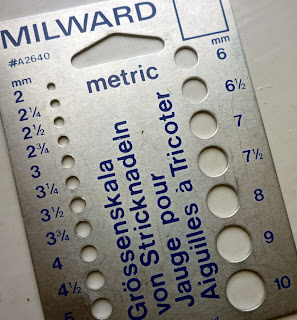 MILWARD
#A2640
metric
mm
2
2¼
2½
2¾
3
3¼
3½
3¾
4
4½
5
mm
6
6½
7
7½
8
9
10
Grössenskala
von Stricknadeln
Jauge pour
Aiguilles à Tricoter